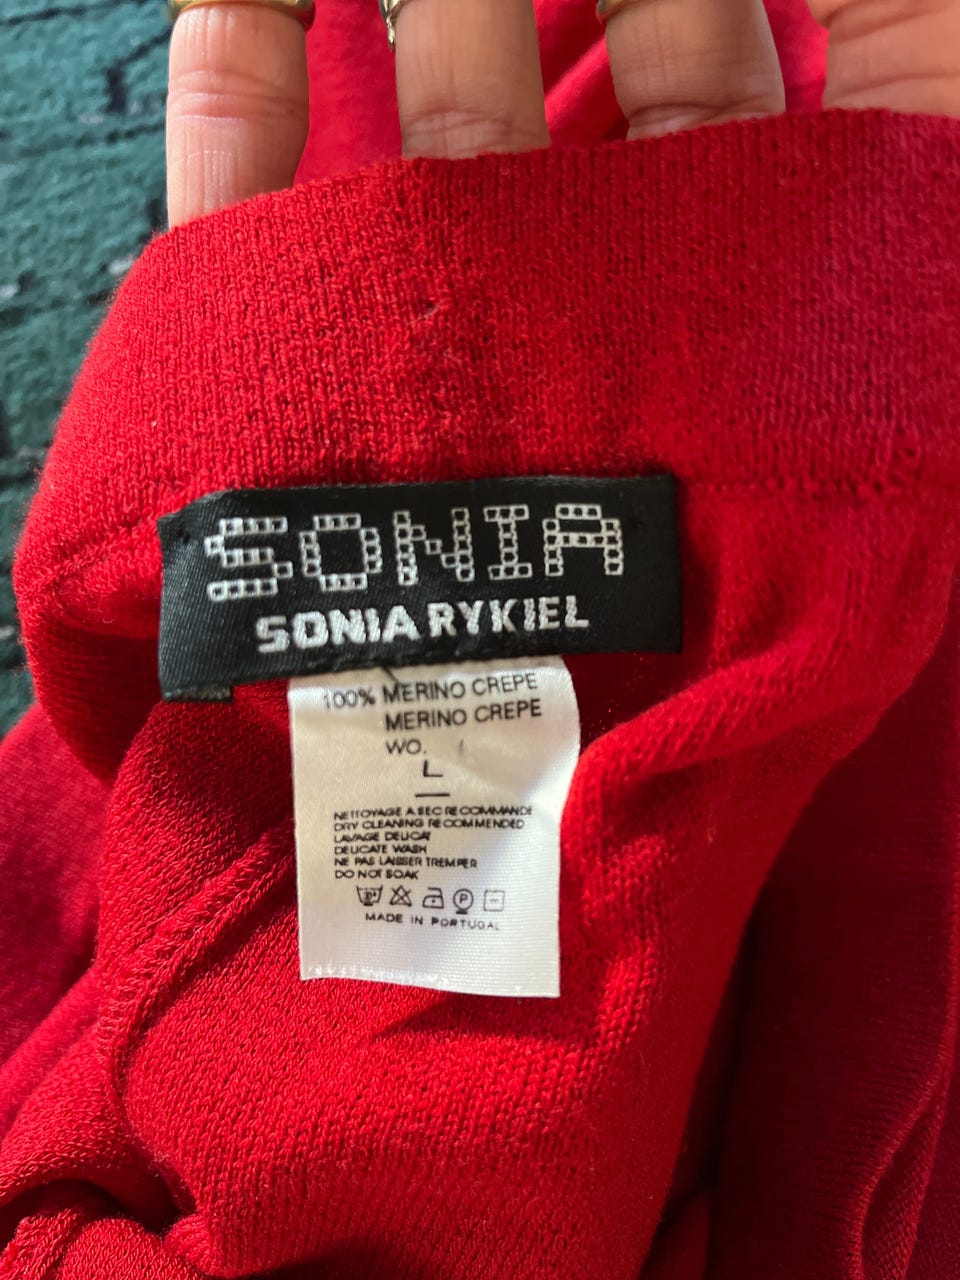 SONIA
SONIA RYKIEL
100% MERINO CREPE
MERINO CREPE
WO.
L
NETTOYAGE A SEC RECOMMANDE
DRY CLEANING RECOMMENDED
LAVAGE DELICAT
DELICATE WASH
NE PAS LAISSER TREMPER
DO NOT SOAK
P
MADE IN PORTUGAL